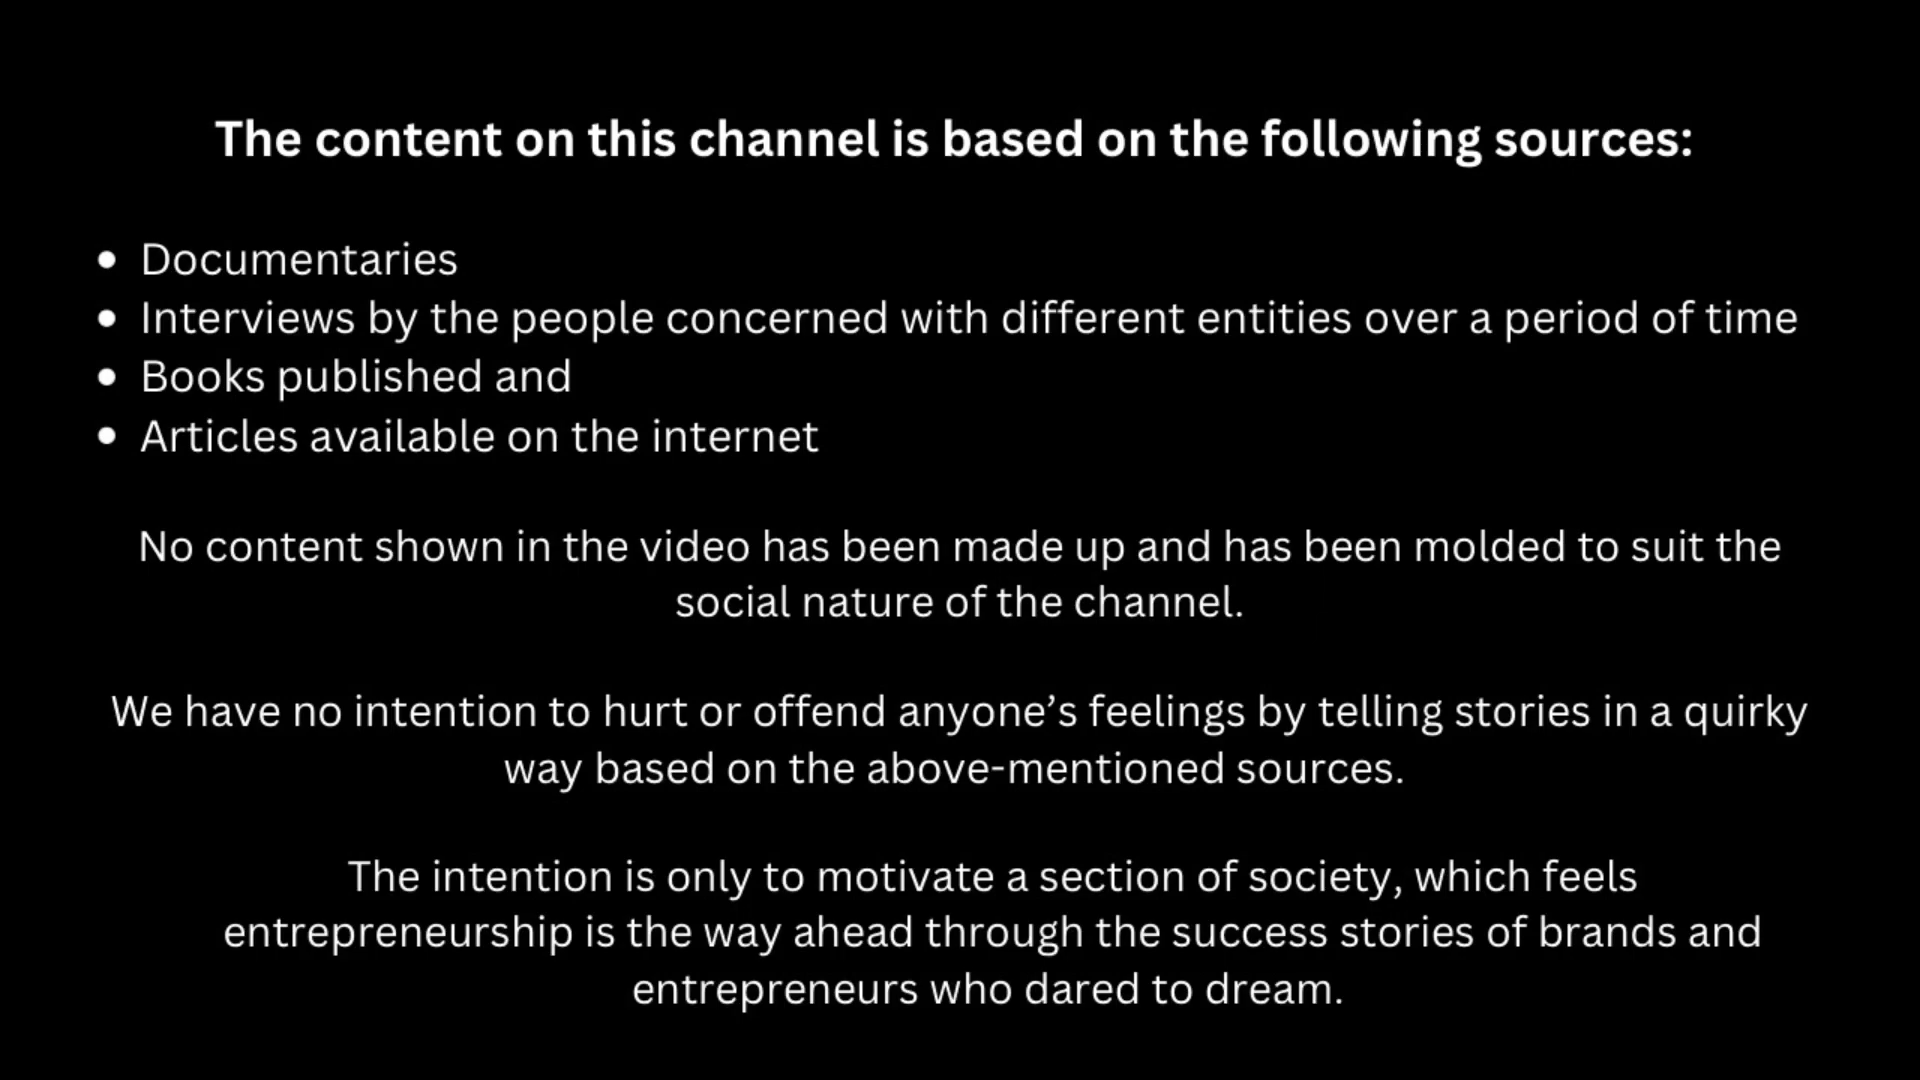 The content on this channel is based on the following sources:
• Documentaries
• Interviews by the people concerned with different entities over a period of time
• Books published and
• Articles available on the internet
No content shown in the video has been made up and has been molded to suit the
social nature of the channel.
We have no intention to hurt or offend anyone’s feelings by telling stories in a quirky
way based on the above-mentioned sources.
The intention is only to motivate a section of society, which feels
entrepreneurship is the way ahead through the success stories of brands and
entrepreneurs who dared to dream.